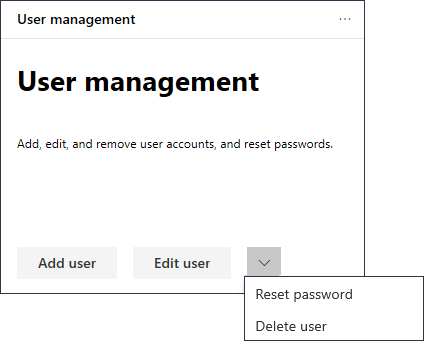 User management
User management
Add, edit, and remove user accounts, and reset passwords.
Add user
Edit user
Reset password
Delete user